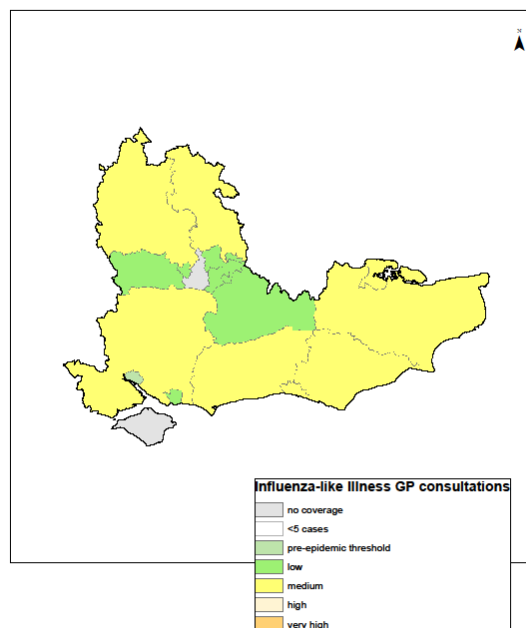 N
Influenza-like Illness GP consultations
no coverage
<5 cases
pre-epidemic threshold
low
medium
high
very high